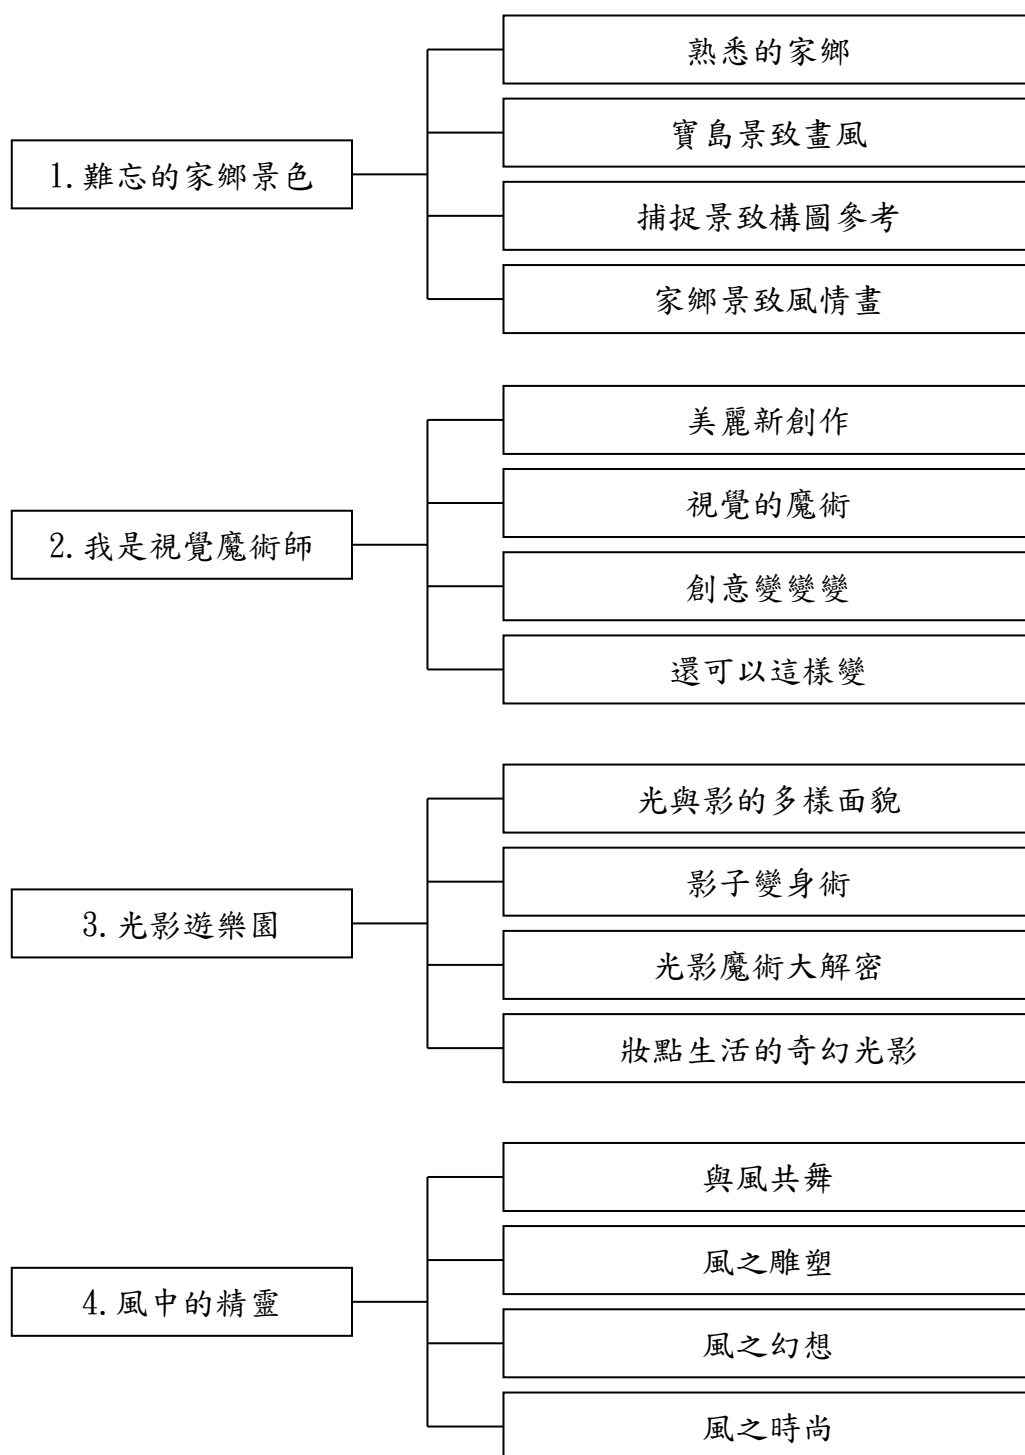 1.難忘的家鄉景色
熟悉的家鄉
寶島景致畫風
捕捉景致構圖參考
家鄉景致風情畫
2.我是視覺魔術師
美麗新創作
視覺的魔術
創意變變變
還可以這樣變
3.光影遊樂園
光與影的多樣面貌
影子變身術
光影魔術大解密
妝點生活的奇幻光影
4.風中的精靈
與風共舞
風之雕塑
風之幻想
風之時尚